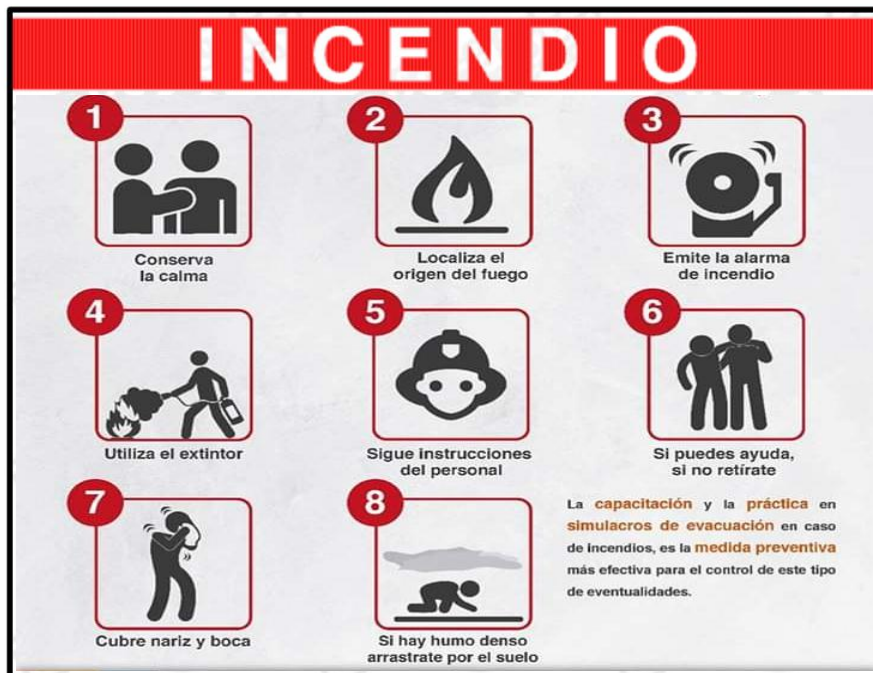 INCENDIO
1
Conserva
la calma
2
Localiza el
origen del fuego
3
Emite la alarma
de incendio
4
Utiliza el extintor
5
Sigue instrucciones
del personal
6
Si puedes ayuda,
si no retírate
7
Cubre nariz y boca
8
Si hay humo denso
arrastrate por el suelo
La capacitación y la práctica en
simulacros de evacuación en caso
de incendios, es la medida preventiva
más efectiva para el control de este tipo
de eventualidades.